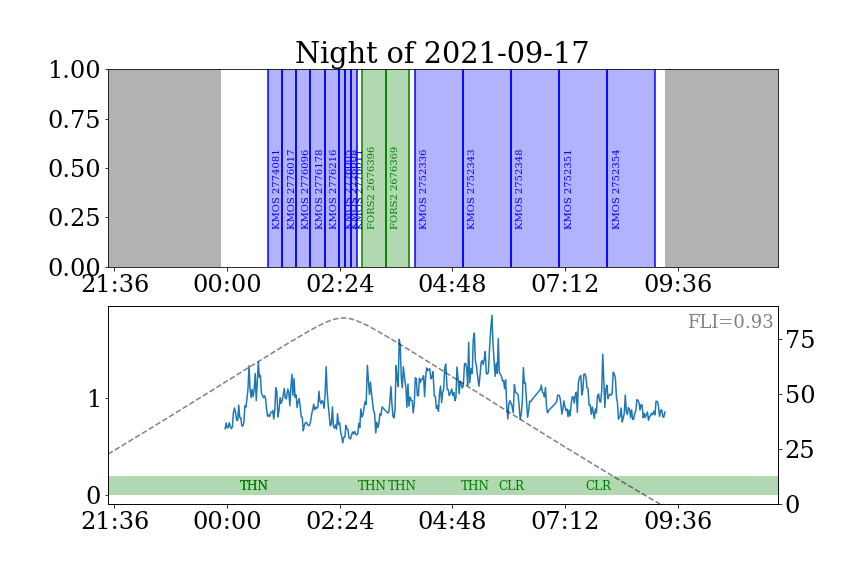 Night of 2021-09-17
1.00
0.75
0.50
0.25
0.00
KMOS 2774081
KMOS 2776017
KMOS 2776096
KMOS 2776178
KMOS 2776216
FORS2 2676396
FORS2 2676369
KMOS 2752336
KMOS 2752343
KMOS 2752348
KMOS 2752351
KMOS 2752354
21:36 00:00 02:24 04:48 07:12 09:36
FLI=0.93
1
0
75
50
25
0
THN THN THN THN CLR CLR
21:36 00:00 02:24 04:48 07:12 09:36